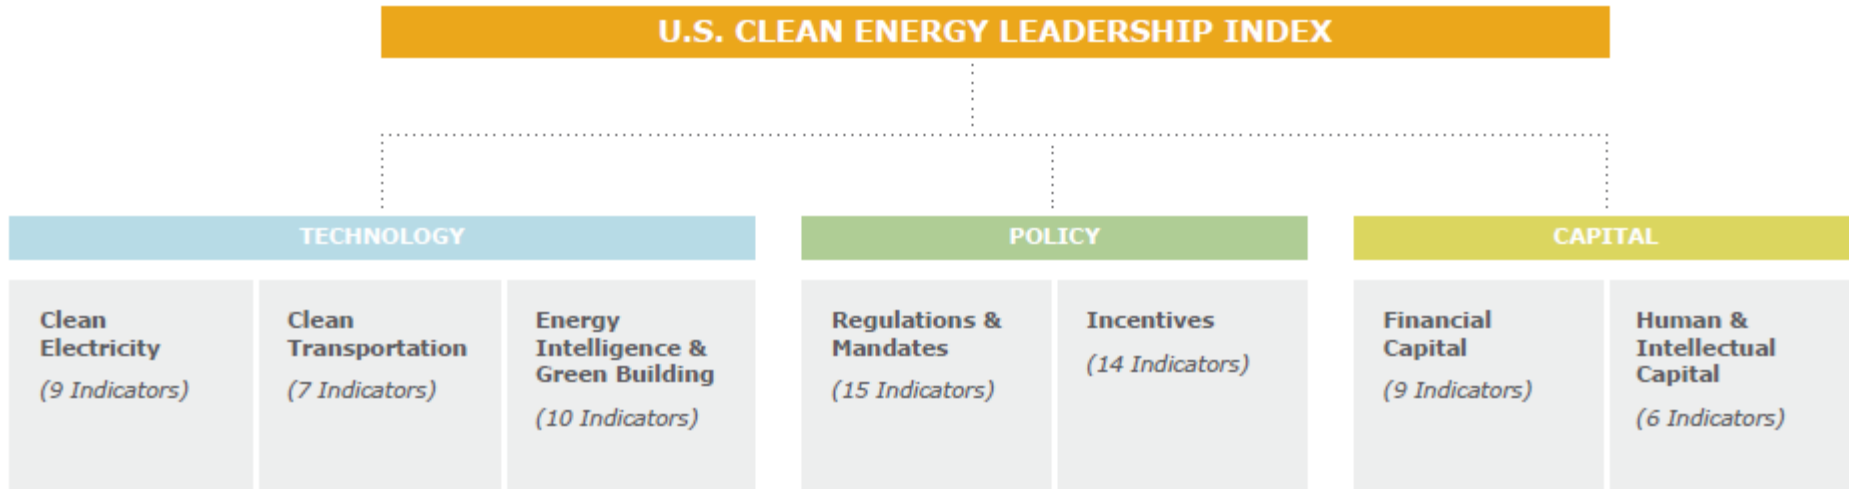 U.S. CLEAN ENERGY LEADERSHIP INDEX
TECHNOLOGY
Clean
Electricity
(9 Indicators)
Clean
Transportation
(7 Indicators)
Energy
Intelligence &
Green Building
(10 Indicators)
POLICY
Regulations &
Mandates
(15 Indicators)
Incentives
(14 Indicators)
CAPITAL
Financial
Capital
(9 Indicators)
Human &
Intellectual
Capital
(6 Indicators)